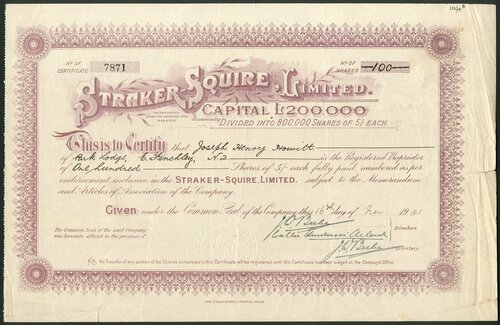 No OF CERTIFICATE 7871
No OF SHARES —100—
STRAKER SQUIRE, LIMITED.
INCORPORATED
CAPITAL £200,000
DIVIDED INTO 800,000 SHARES OF 5/- EACH.
This is to Certify that Joseph Henry Howitt
of Park Lodge, E. Finchley, N.2 is the Registered Proprietor
of One hundred Shares of 5/- each fully paid, numbered as per
endorsement inclusive in the STRAKER-SQUIRE, LIMITED. subject to the Memorandum
and Articles of Association of the Company.
Given under the Common Seal of the Company this 16th day of Nov 1921
The Common Seal of the said Company
was hereunto affixed in the presence of
Directors.
Secretary.
N.B. No Transfer of any portion of the Shares comprised in this Certificate will be registered until this Certificate has been lodged at the Company's Office.